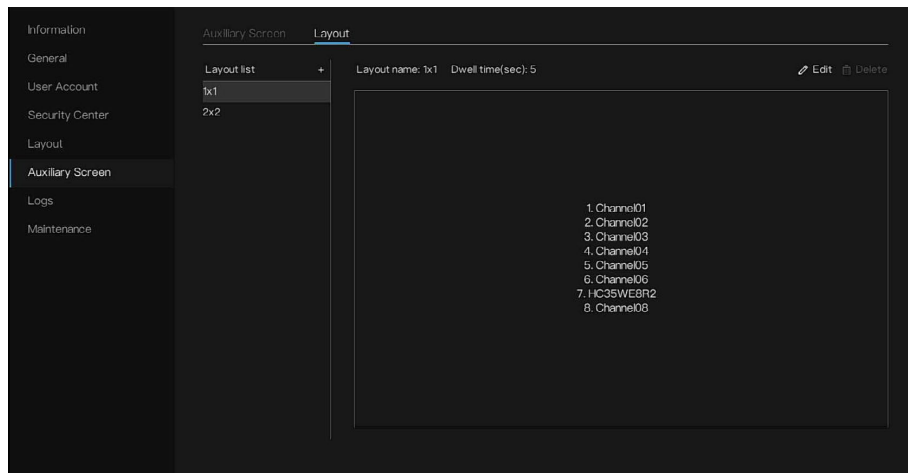 Information
General
User Account
Security Center
Layout
Auxiliary Screen
Logs
Maintenance
Auxiliary Screen
Layout
Layout list +
1x1
2x2
Layout name: 1x1 Dwell time(sec): 5
Edit Delete
1. Channel01
2. Channel02
3. Channel03
4. Channel04
5. Channel05
6. Channel06
7. HC35WE8R2
8. Channel08